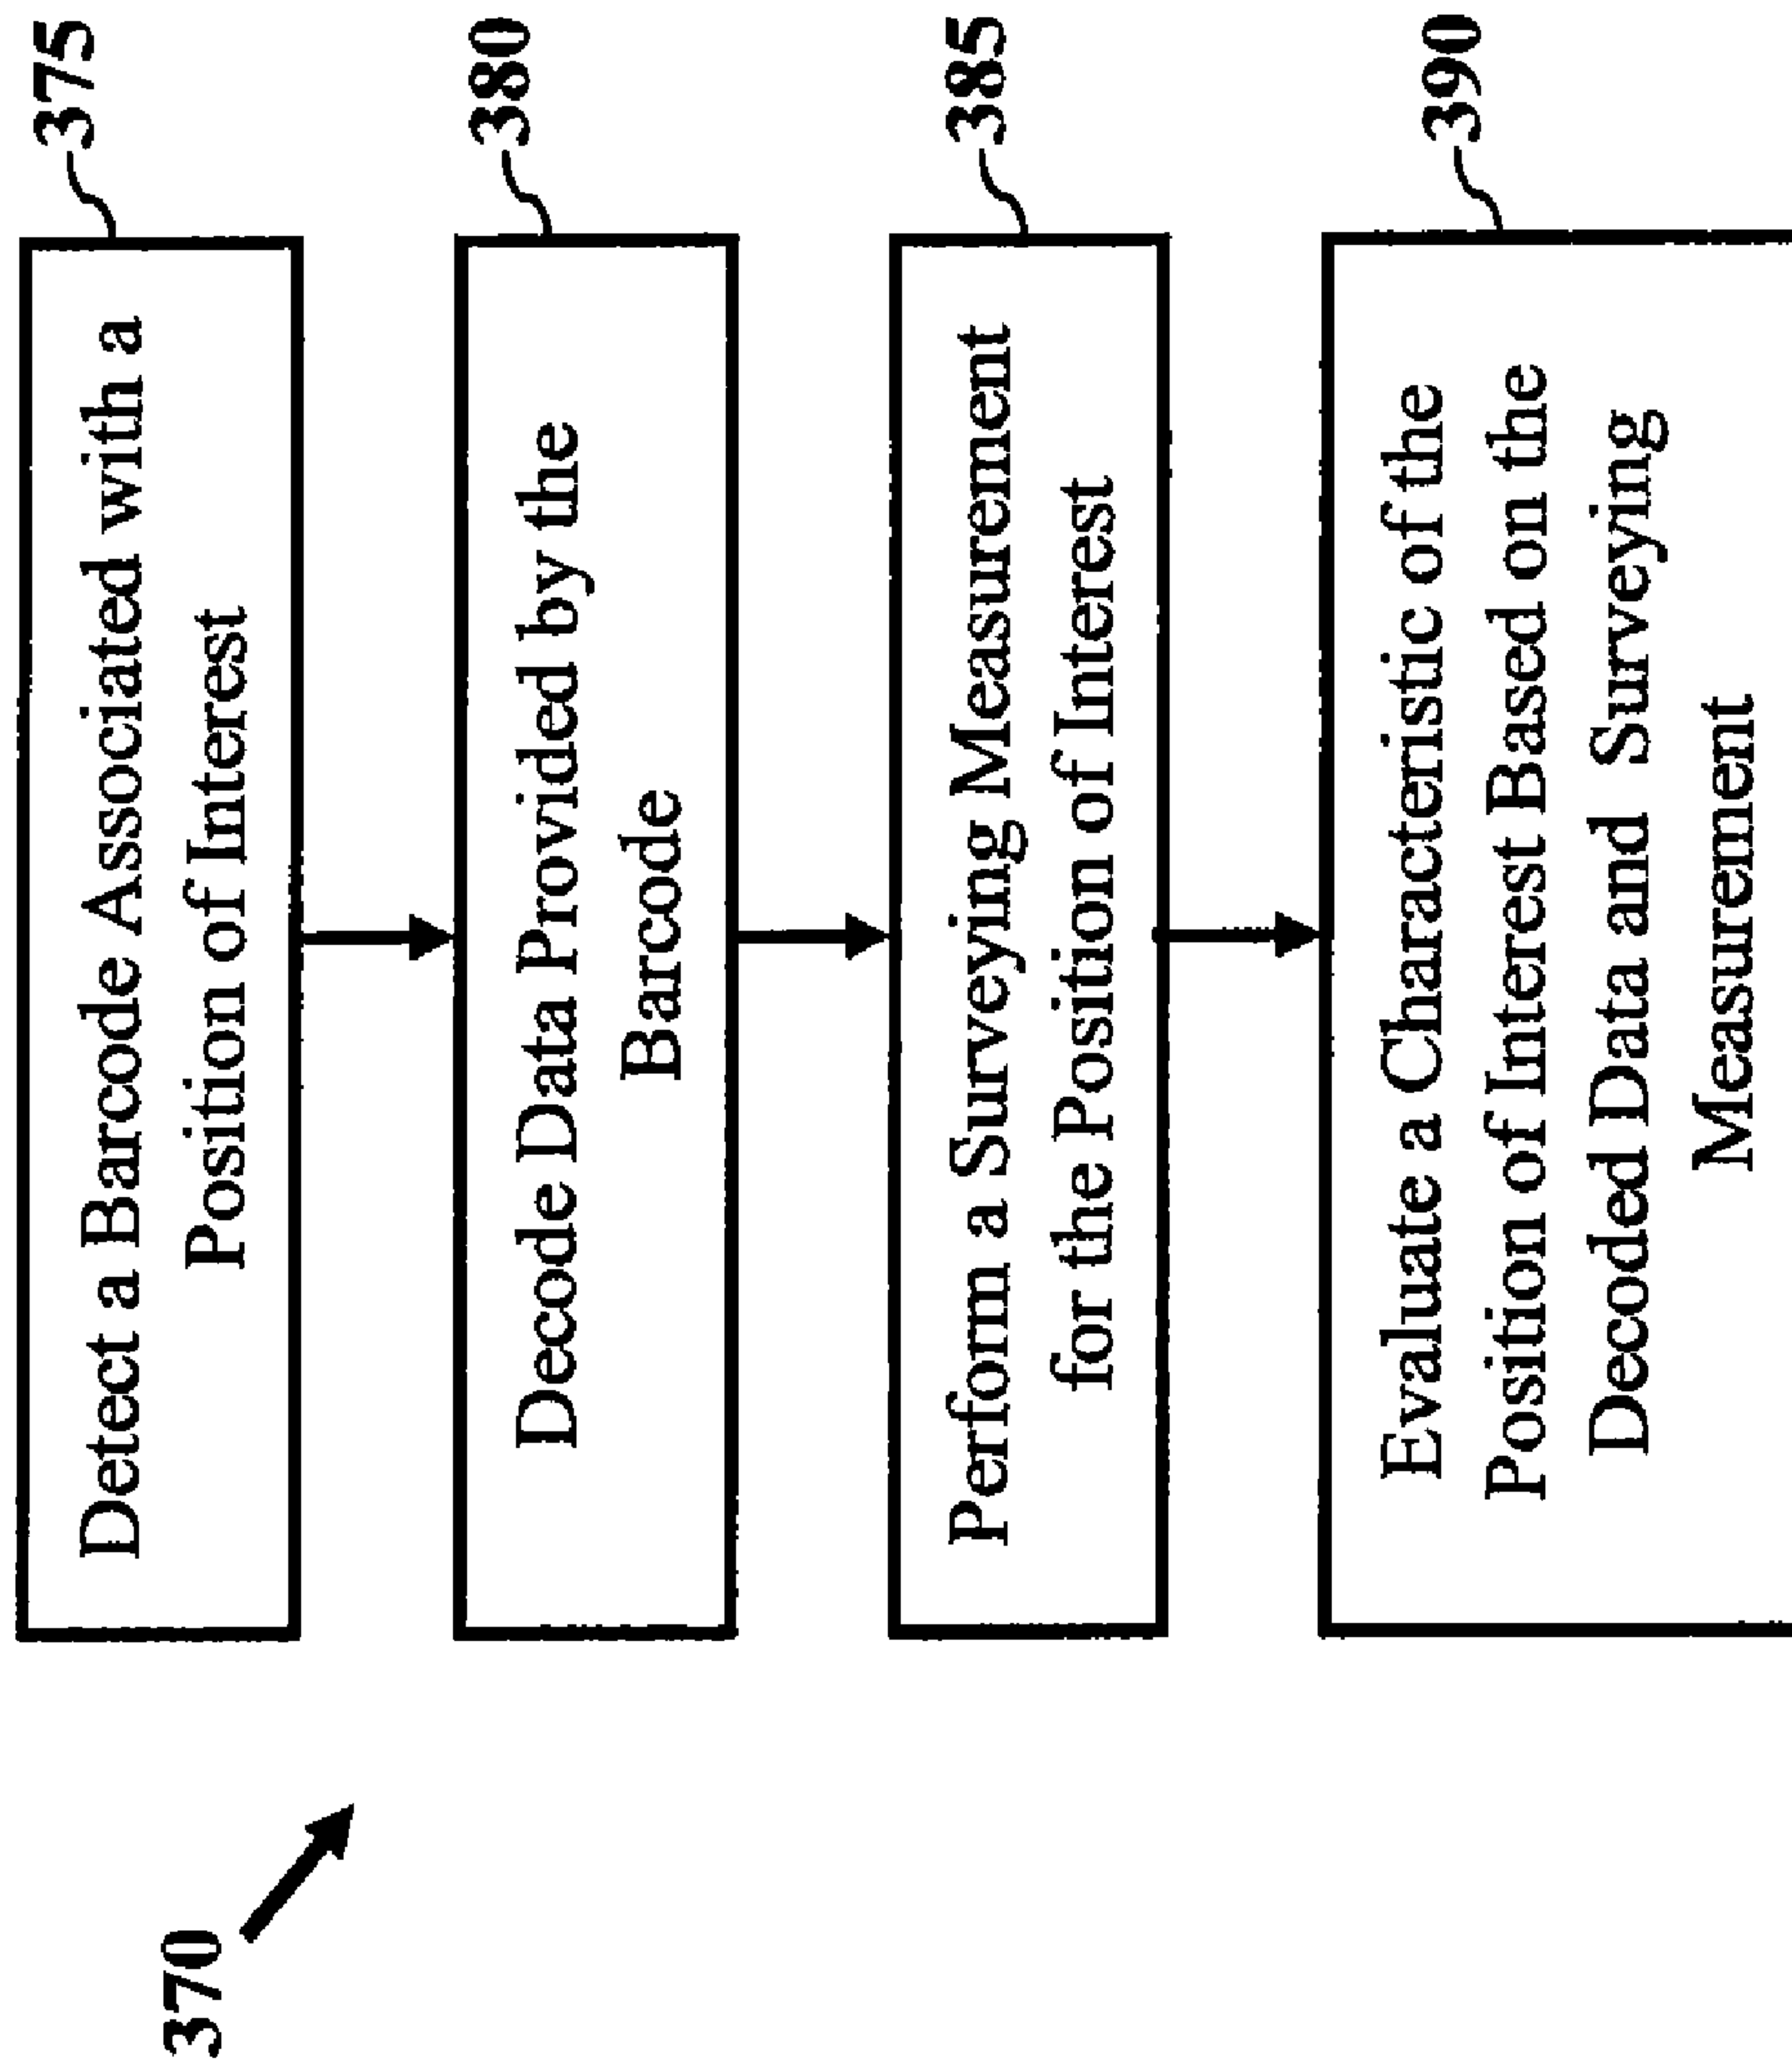 370
Detect a Barcode Associated with a
Position of Interest
375
Decode Data Provided by the
Barcode
380
Perform a Surveying Measurement
for the Position of Interest
385
Evaluate a Characteristic of the
Position of Interest Based on the
Decoded Data and Surveying
Measurement
390